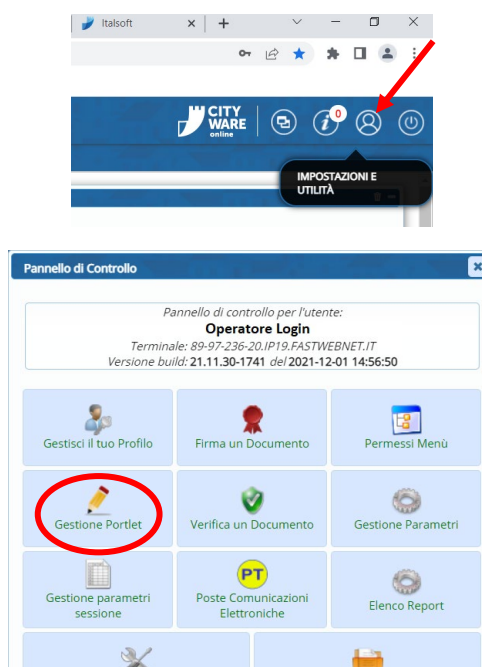 Italsoft
CITY
WARE
online
0
IMPOSTAZIONI E
UTILITÀ
Pannello di Controllo
Pannello di controllo per l'utente:
Operatore Login
Terminale: 89-97-236-20.IP19.FASTWEBNET.IT
Versione build: 21.11.30-1741 del 2021-12-01 14:56:50
Gestisci il tuo Profilo
Firma un Documento
Permessi Menù
Gestione Portlet
Verifica un Documento
Gestione Parametri
Gestione parametri
sessione
PT
Poste Comunicazioni
Elettroniche
Elenco Report